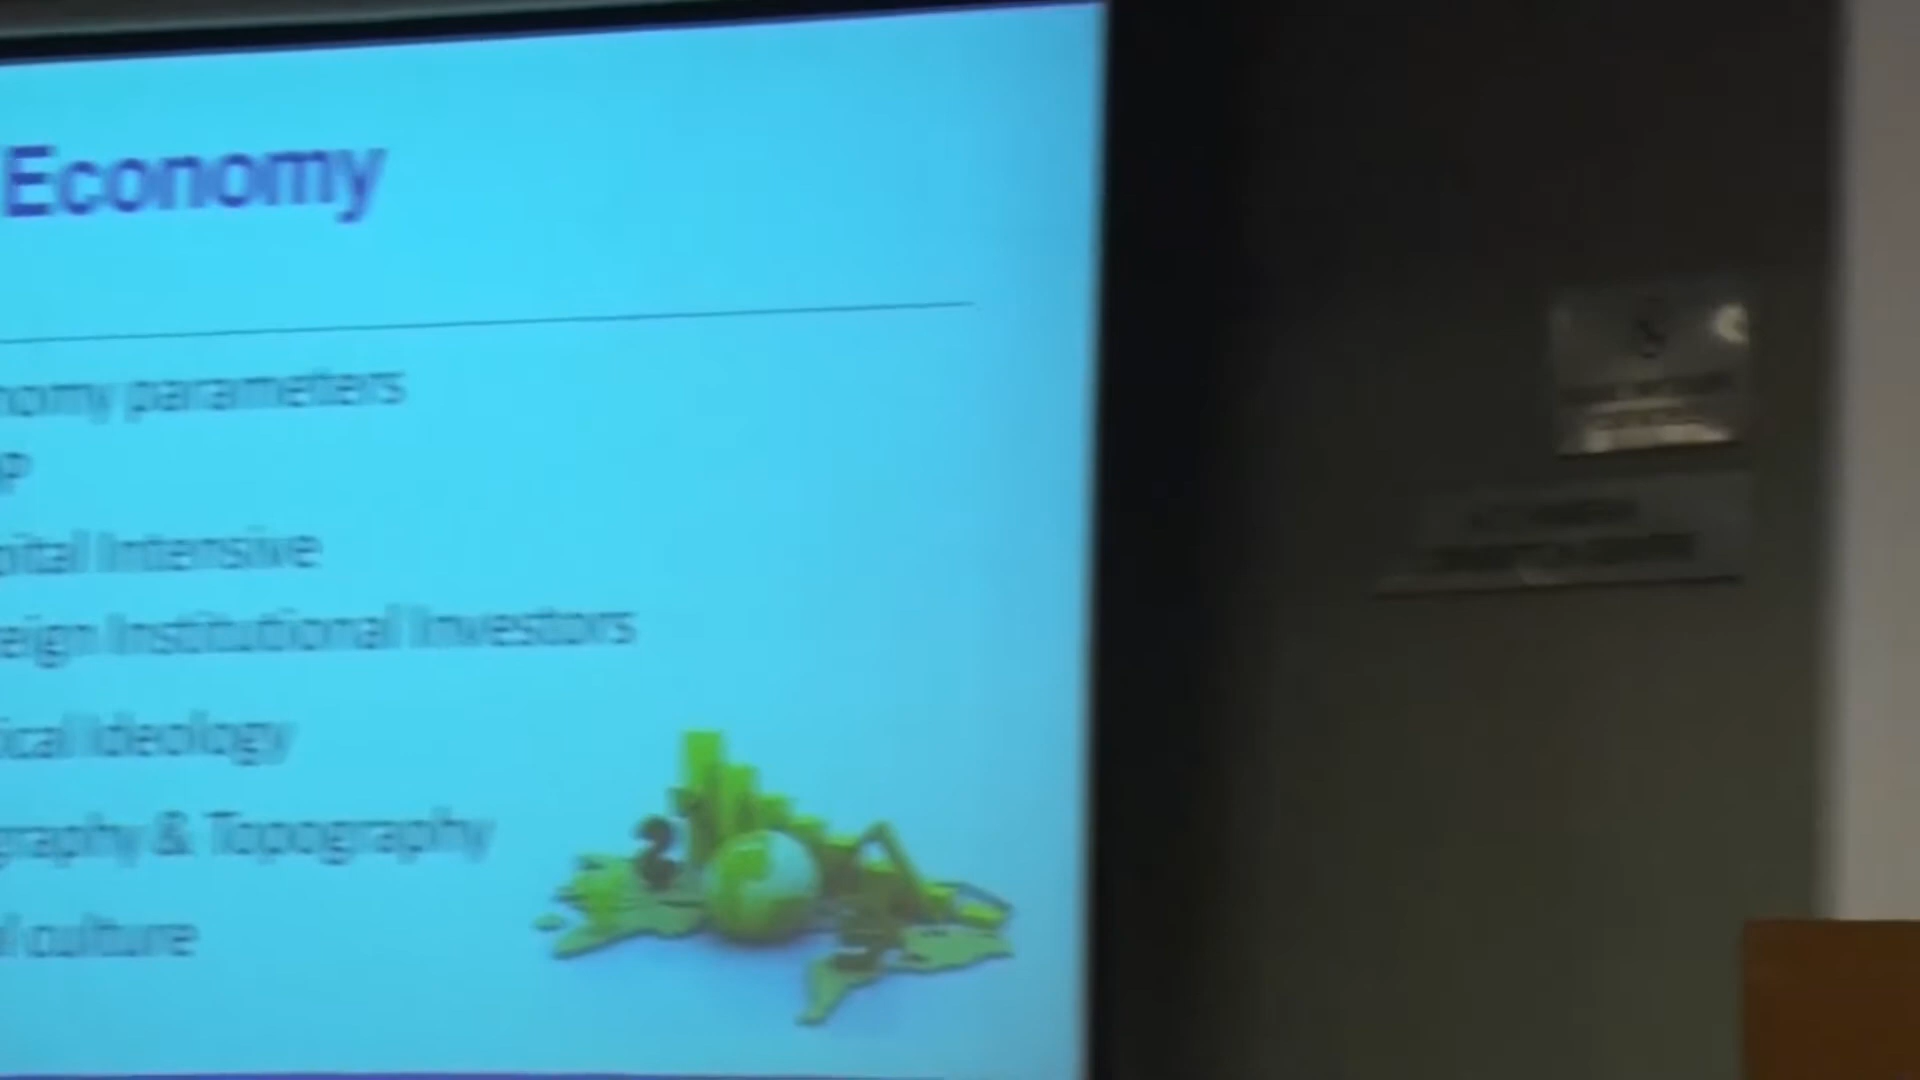 Economy
nomy parameters
P
pital Intensive
eign Institutional Investors
ical Ideology
graphy & Topography
l culture